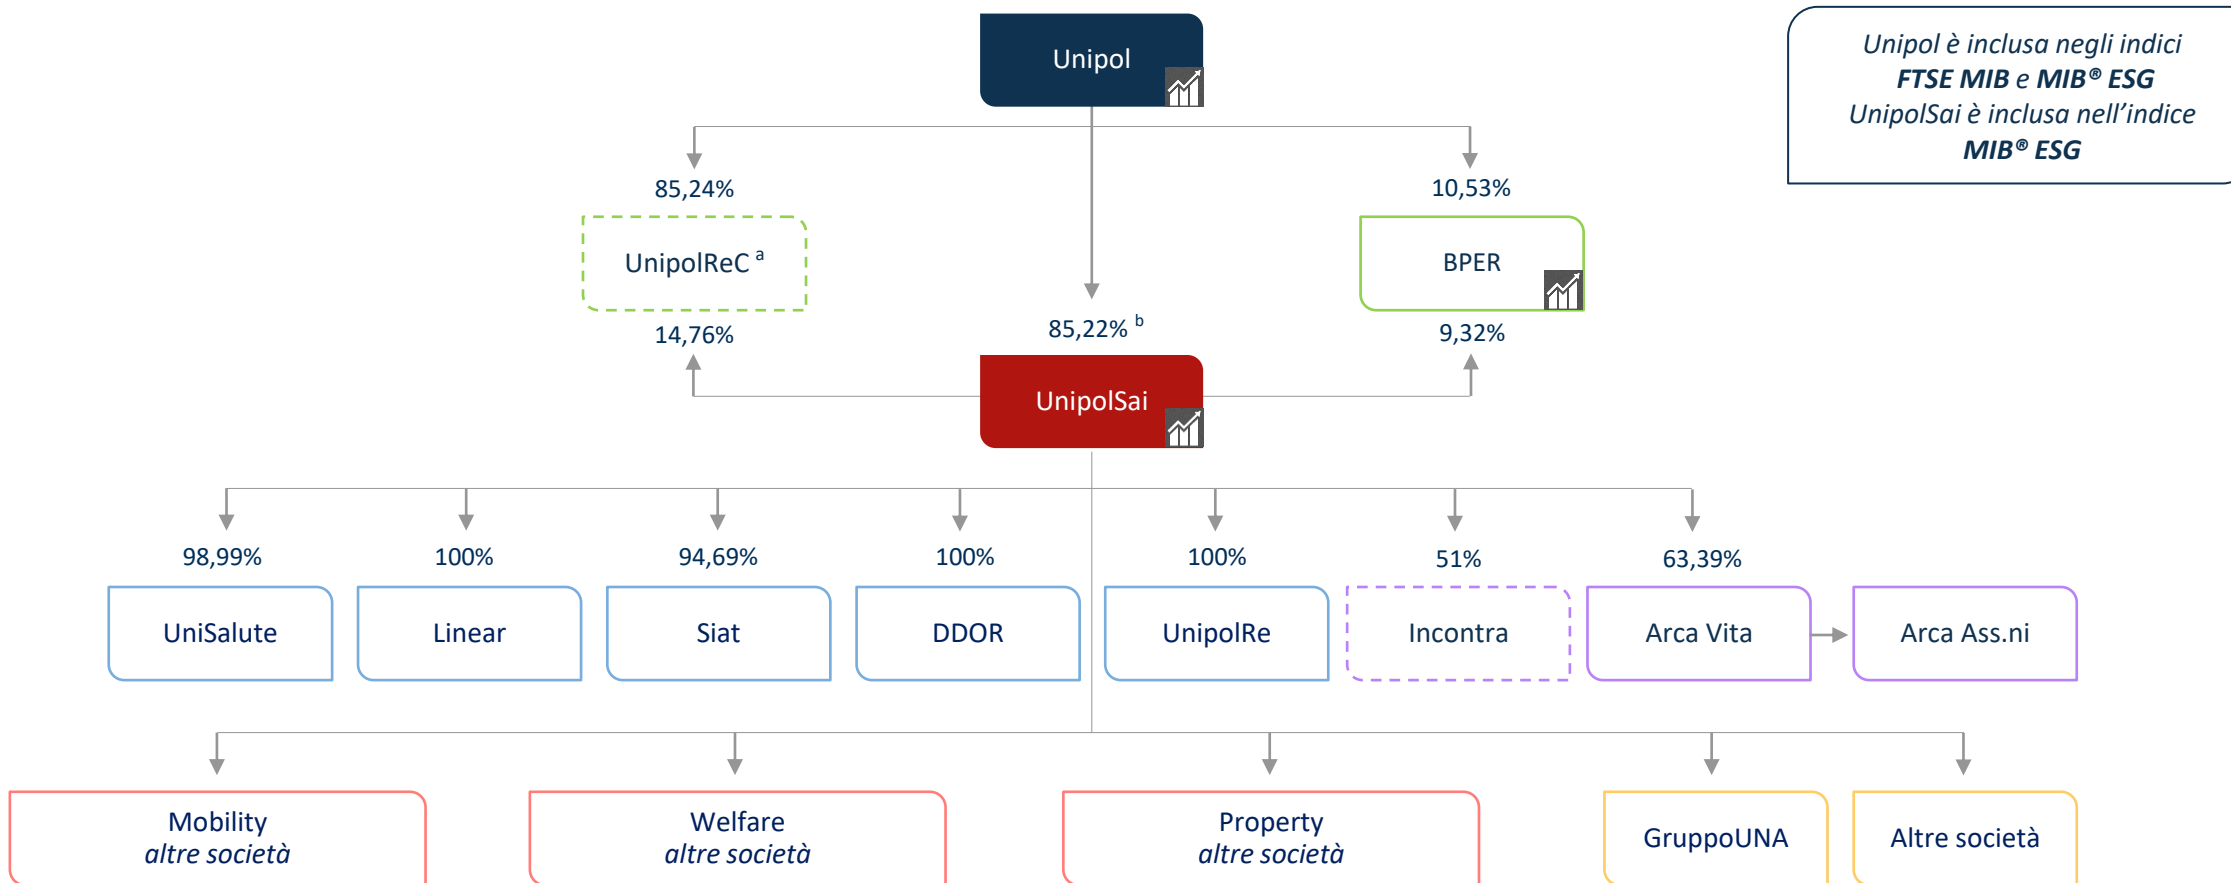 Unipol
Unipol è inclusa negli indici
FTSE MIB e MIB® ESG
UnipolSai è inclusa nell'indice
MIB® ESG
85,24%
10,53%
UnipolReC a
BPER
14,76%
85,22% b
9,32%
UnipolSai
98,99%
100%
94,69%
100%
100%
51%
63,39%
UniSalute
Linear
Siat
DDOR
UnipolRe
Incontra
Arca Vita
Arca Ass.ni
Mobility
altre società
Welfare
altre società
Property
altre società
GruppoUNA
Altre società